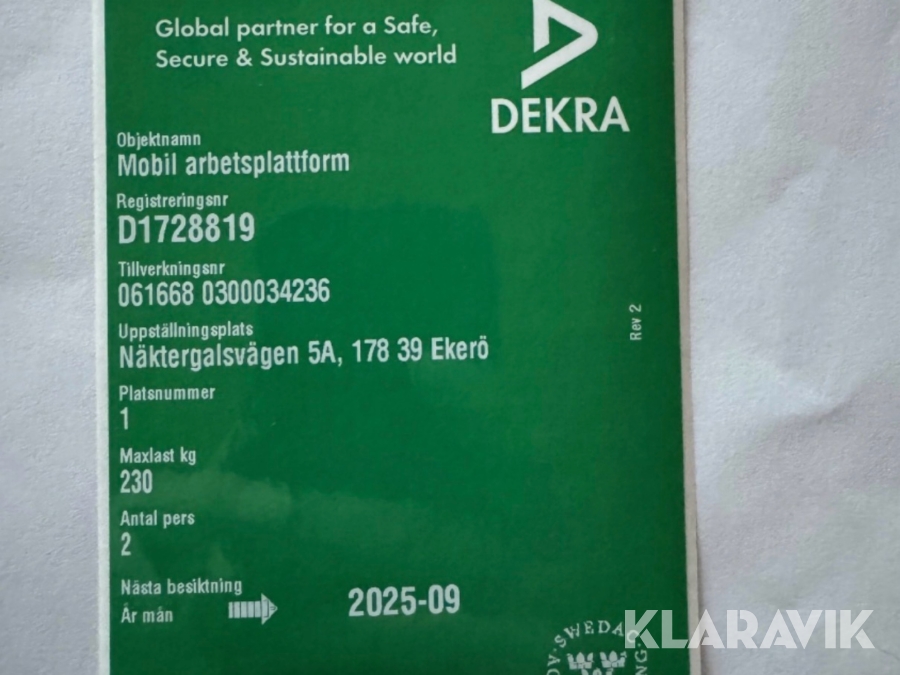 Global partner for a Safe,
Secure & Sustainable world
DEKRA
Objektnamn
Mobil arbetsplattform
Registreringsnr
D1728819
Tillverkningsnr
061668 0300034236
Uppställningsplats
Näktergalsvägen 5A, 178 39 Ekerö
Rev 2
Platsnummer
1
Maxlast kg
230
Antal pers
2
Nästa besiktning
År mån
2025-09
KLARAVIK